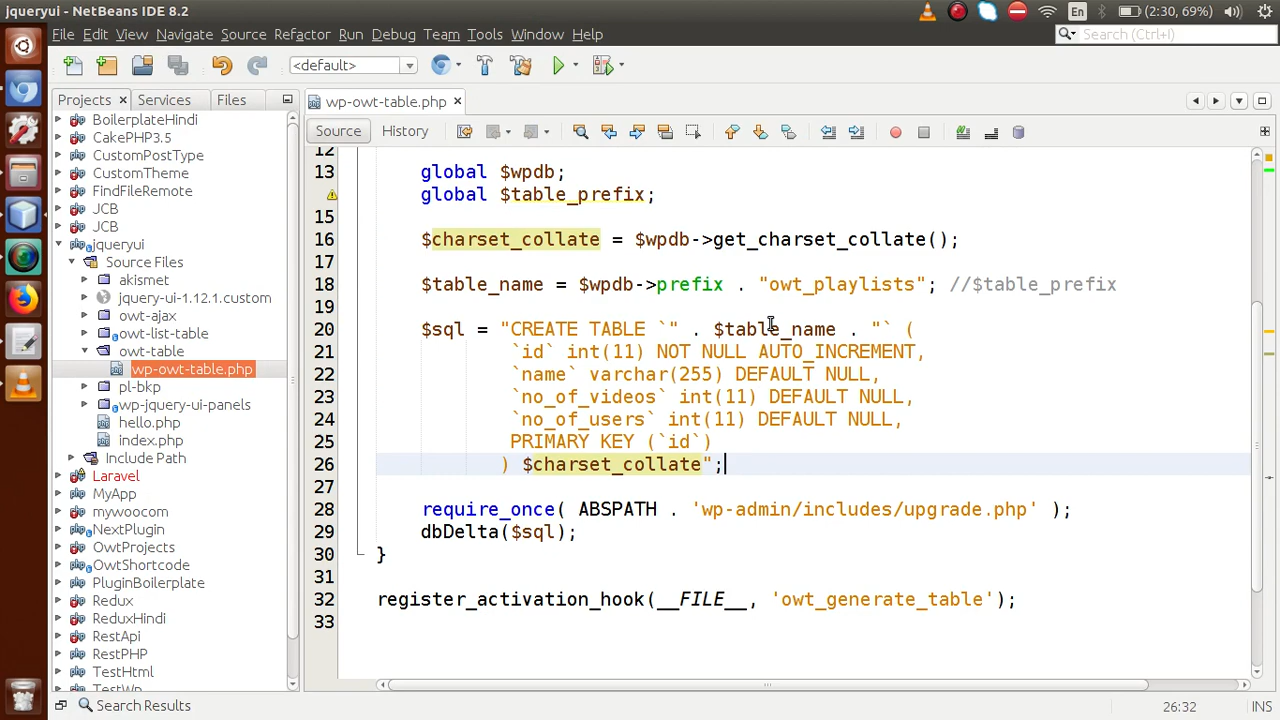 jqueryui - NetBeans IDE 8.2
En
(2:30, 69%)
File Edit View Navigate Source Refactor Run Debug Team Tools Window Help
Search (Ctrl+I)
<default>
Projects
Services
Files
wp-owt-table.php
Source
History
BoilerplateHindi
CakePHP3.5
CustomPostType
CustomTheme
FindFileRemote
JCB
JCB
jqueryui
Source Files
akismet
jquery-ui-1.12.1.custom
owt-ajax
owt-list-table
owt-table
wp-owt-table.php
pl-bkp
wp-jquery-ui-panels
hello.php
index.php
Include Path
Laravel
MyApp
mywoocom
NextPlugin
OwtProjects
OwtShortcode
PluginBoilerplate
Redux
ReduxHindi
RestApi
RestPHP
TestHtml
TestWp
12
13 global $wpdb;
global $table_prefix;
15
16 $charset_collate = $wpdb->get_charset_collate();
17
18 $table_name = $wpdb->prefix . "owt_playlists"; //$table_prefix
19
20 $sql = "CREATE TABLE `" . $table_name . "` (
21 `id` int(11) NOT NULL AUTO_INCREMENT,
22 `name` varchar(255) DEFAULT NULL,
23 `no_of_videos` int(11) DEFAULT NULL,
24 `no_of_users` int(11) DEFAULT NULL,
25 PRIMARY KEY (`id`)
26 ) $charset_collate";
27
28 require_once( ABSPATH . 'wp-admin/includes/upgrade.php' );
29 dbDelta($sql);
30 }
31
32 register_activation_hook(__FILE__, 'owt_generate_table');
33
Search Results
26:32
INS